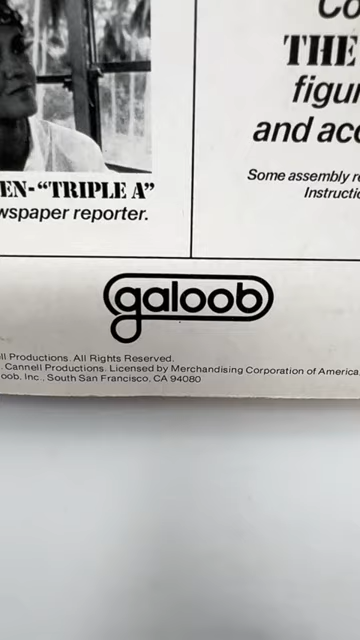 EN-“TRIPLE A”
wspaper reporter.
Co
THE
figur
and acc
Some assembly re
Instructio
galoob
ll Productions. All Rights Reserved.
. Cannell Productions. Licensed by Merchandising Corporation of America,
oob, Inc., South San Francisco, CA 94080